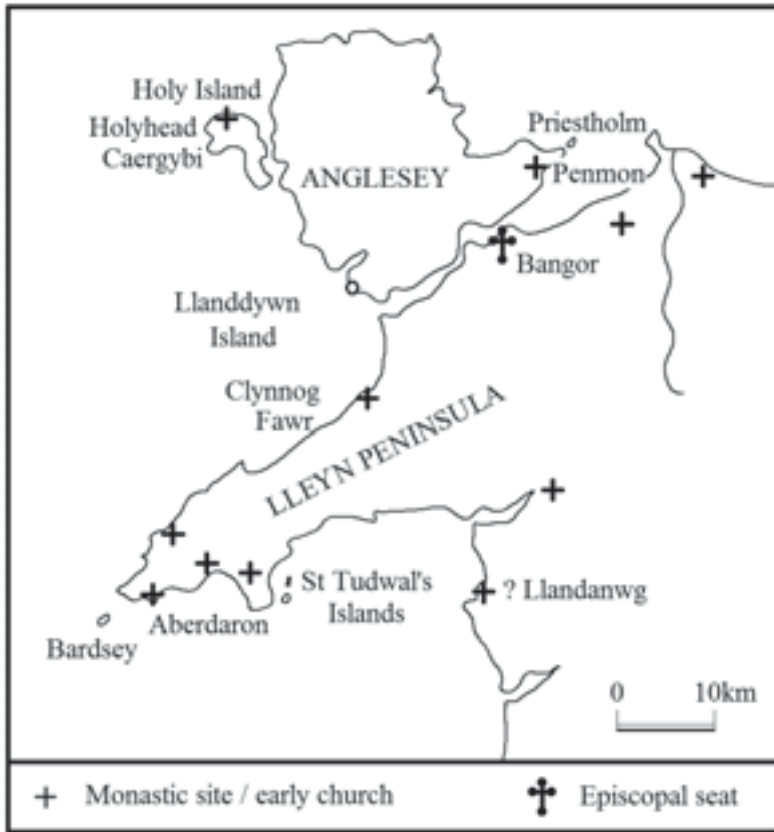 Holy Island
Holyhead
Caergybi
Priestholm
ANGLESEY
Penmon
Bangor
Llanddywn
Island
Clynnog
Fawr
LLEYN PENINSULA
St Tudwal's
Islands
? Llandanwg
Aberdaron
Bardsey
0 10km
Monastic site / early church
Episcopal seat